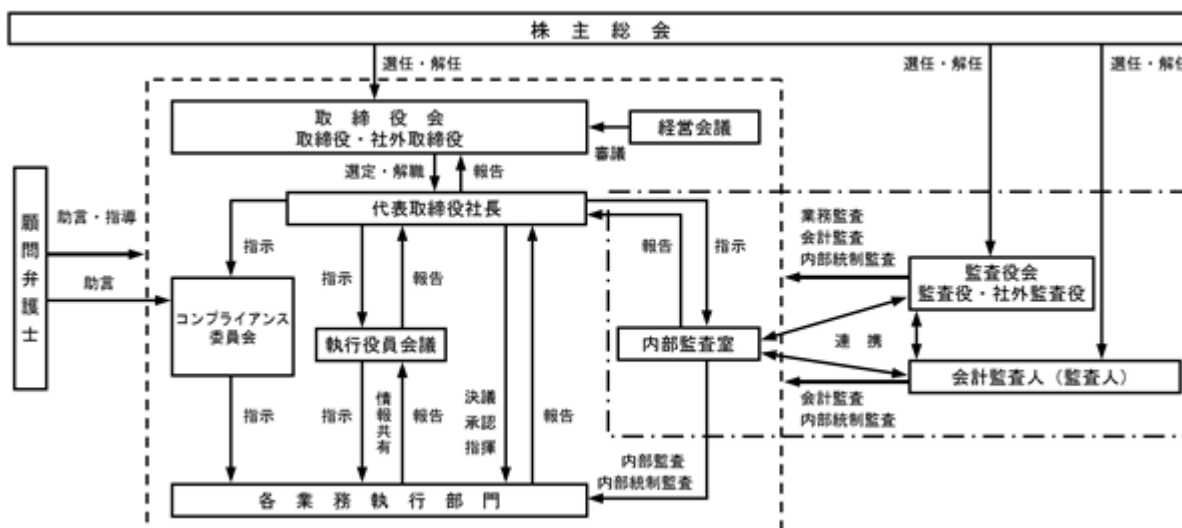 株主総会
選任・解任
選任・解任
選任・解任
取締役会
取締役・社外取締役
経営会議
審議
選定・解職
報告
代表取締役社長
顧問弁護士
助言・指導
助言
指示
指示
報告
報告
指示
業務監査
会計監査
内部統制監査
監査役会
監査役・社外監査役
コンプライアンス
委員会
執行役員会議
内部監査室
連携
会計監査人（監査人）
会計監査
内部統制監査
指示
指示
情報共有
報告
決議
承認
指揮
報告
内部監査
内部統制監査
各業務執行部門